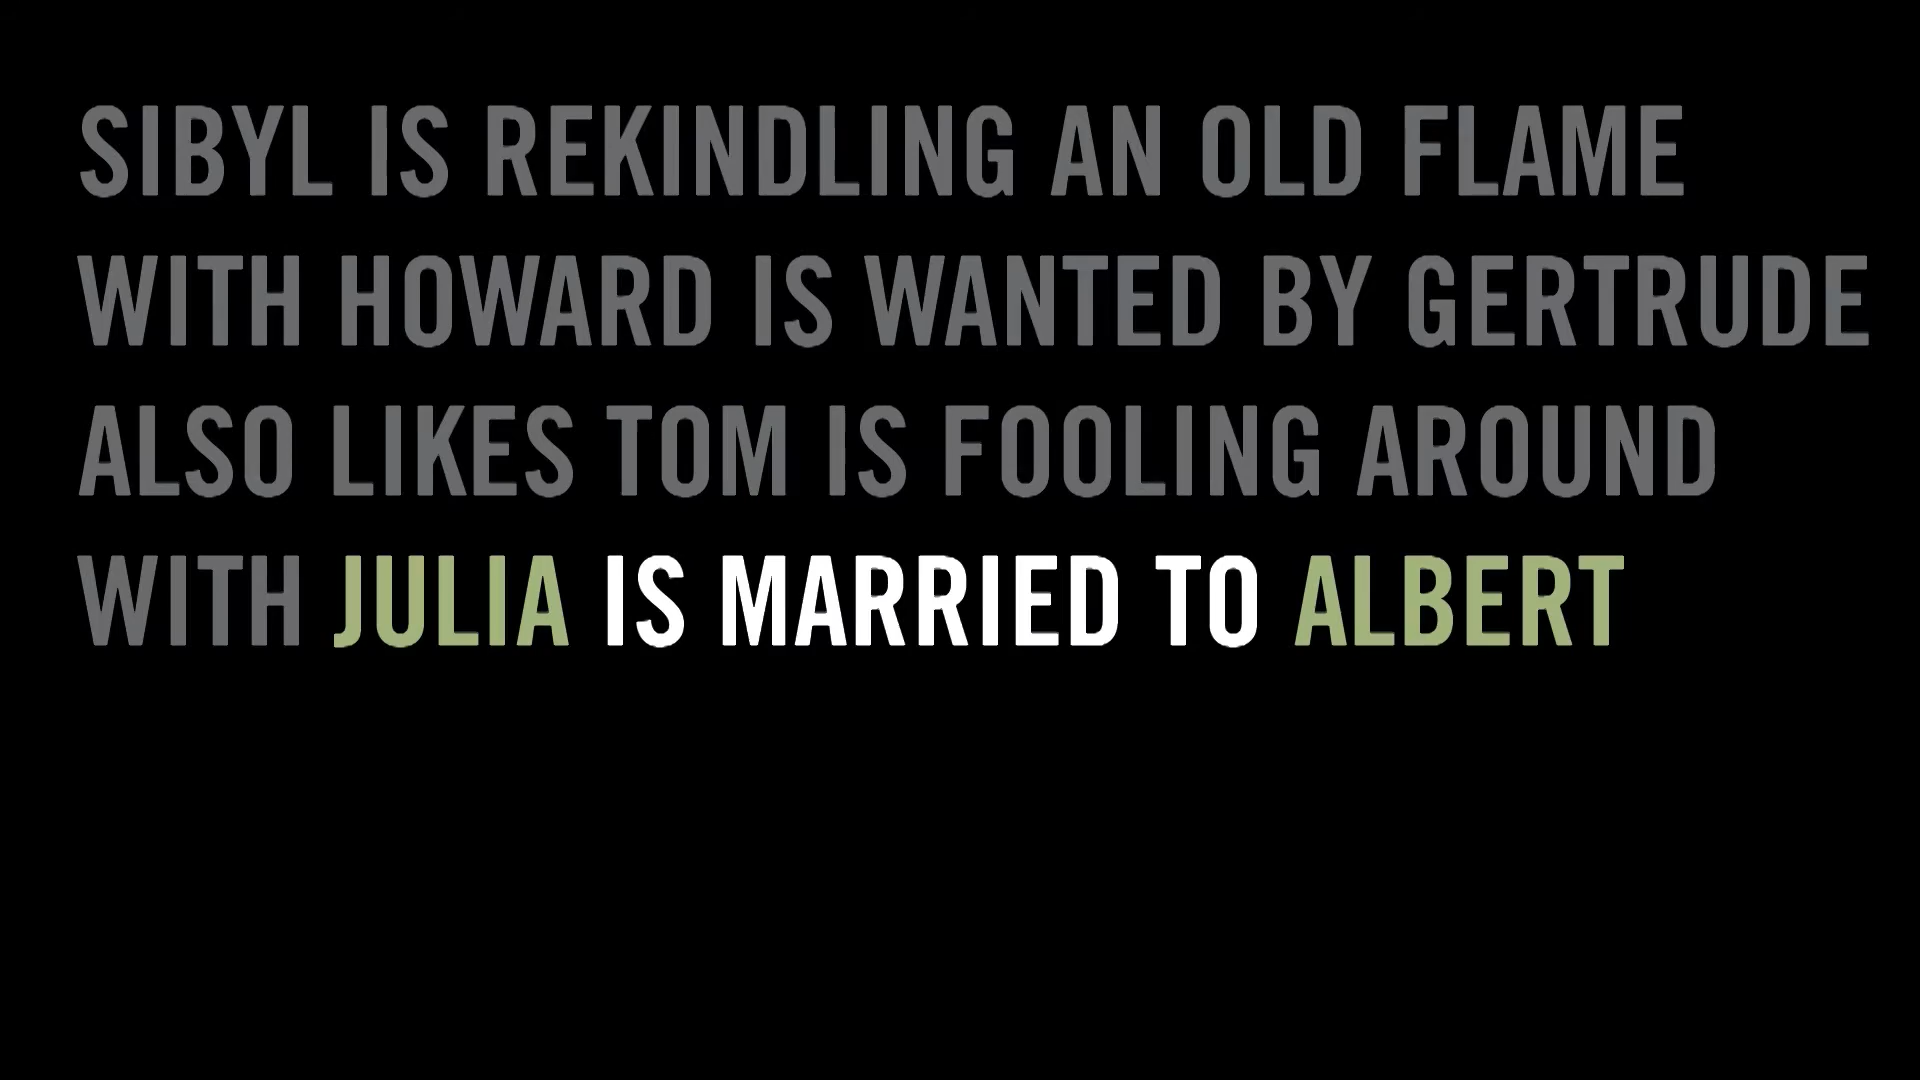 SIBYL IS REKINDLING AN OLD FLAME
WITH HOWARD IS WANTED BY GERTRUDE
ALSO LIKES TOM IS FOOLING AROUND
WITH JULIA IS MARRIED TO ALBERT